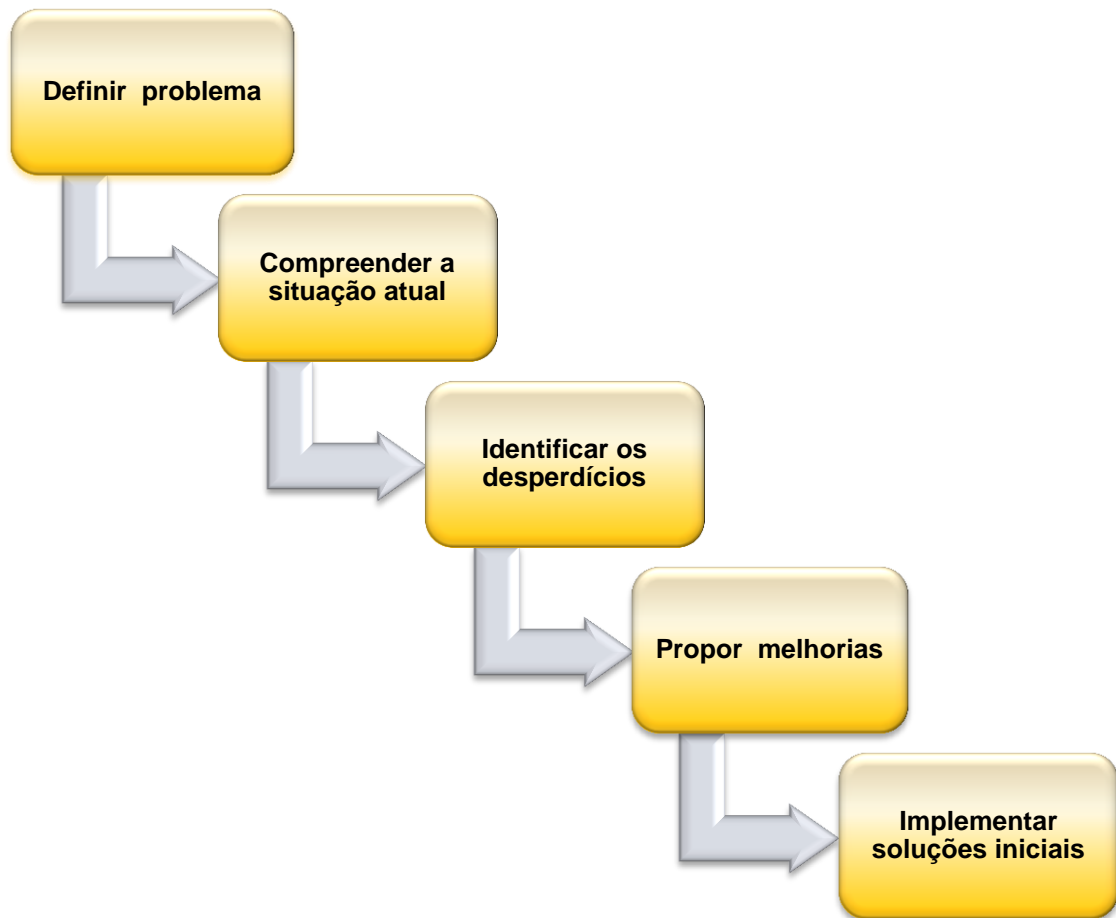 Definir problema
Compreender a
situação atual
Identificar os
desperdícios
Propor melhorias
Implementar
soluções iniciais